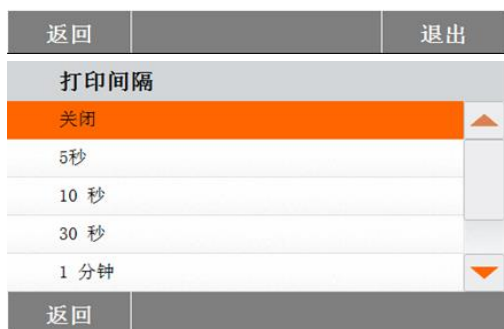 返回 退出
打印间隔
关闭
5秒
10 秒
30 秒
1 分钟
返回